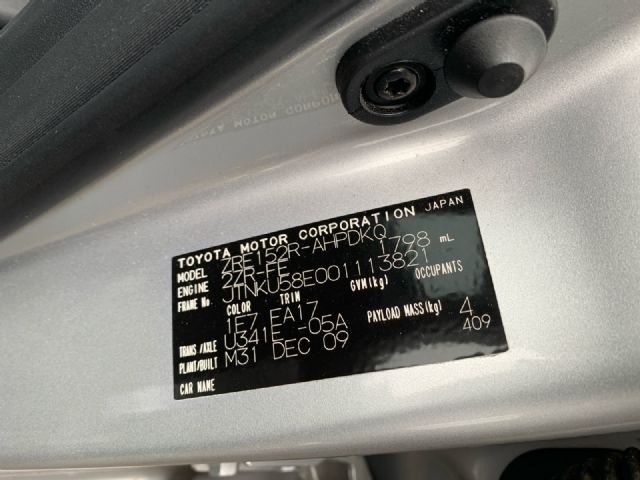 TOYOTA MOTOR CORPORATION JAPAN
MODEL ZRE152R-AHPDKQ
ENGINE 2ZR-FE 1798 mL
FRAME No JTNKU58E001113821
COLOR TRIM GVM(kg) OCCUPANTS
1E7 EA17
TRANS/AXLE U341E -05A PAYLOAD MASS(kg) 4
PLANT/BUILT M31 DEC 09 409
CAR NAME